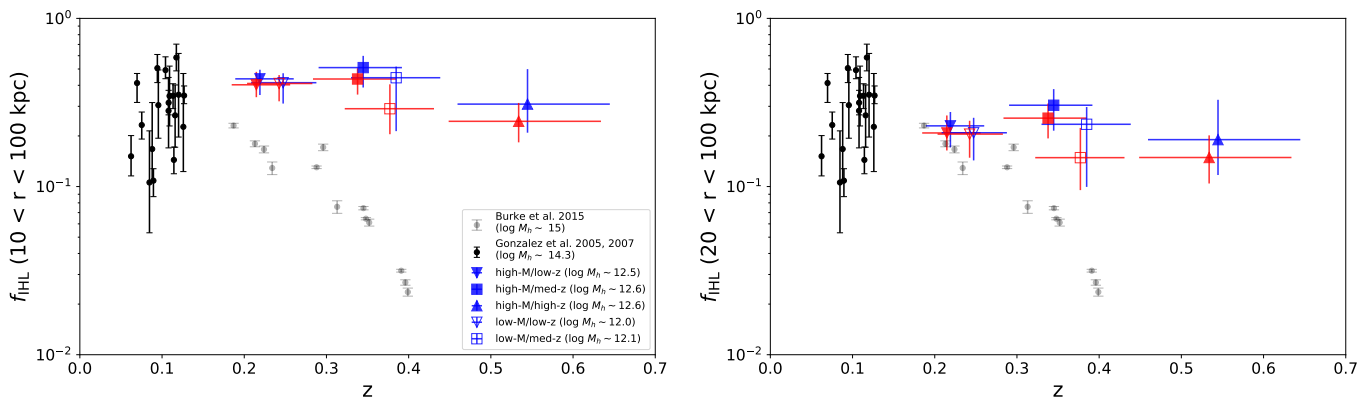 10⁰
10⁻¹
10⁻²
f_IHL (10 < r < 100 kpc)
0.0 0.1 0.2 0.3 0.4 0.5 0.6 0.7
z
Burke et al. 2015
(log M_h ~ 15)
Gonzalez et al. 2005, 2007
(log M_h ~ 14.3)
high-M/low-z (log M_h ~ 12.5)
high-M/med-z (log M_h ~ 12.6)
high-M/high-z (log M_h ~ 12.6)
low-M/low-z (log M_h ~ 12.0)
low-M/med-z (log M_h ~ 12.1)
10⁰
10⁻¹
10⁻²
f_IHL (20 < r < 100 kpc)
0.0 0.1 0.2 0.3 0.4 0.5 0.6 0.7
z